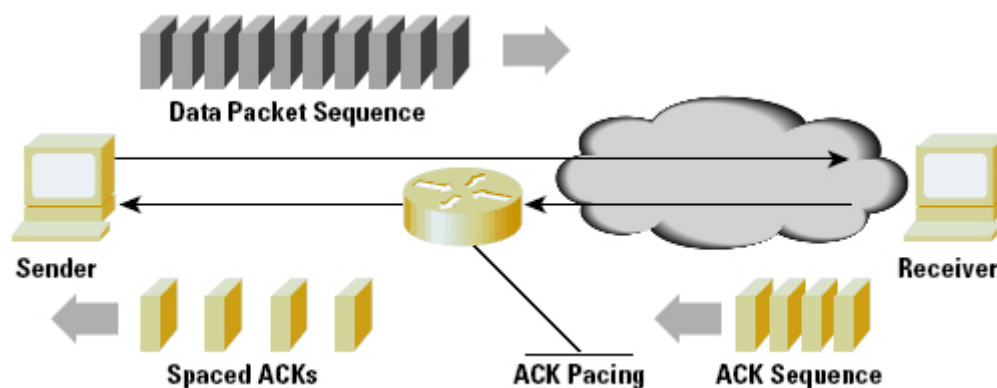 Data Packet Sequence
Sender
Receiver
Spaced ACKs
ACK Pacing
ACK Sequence